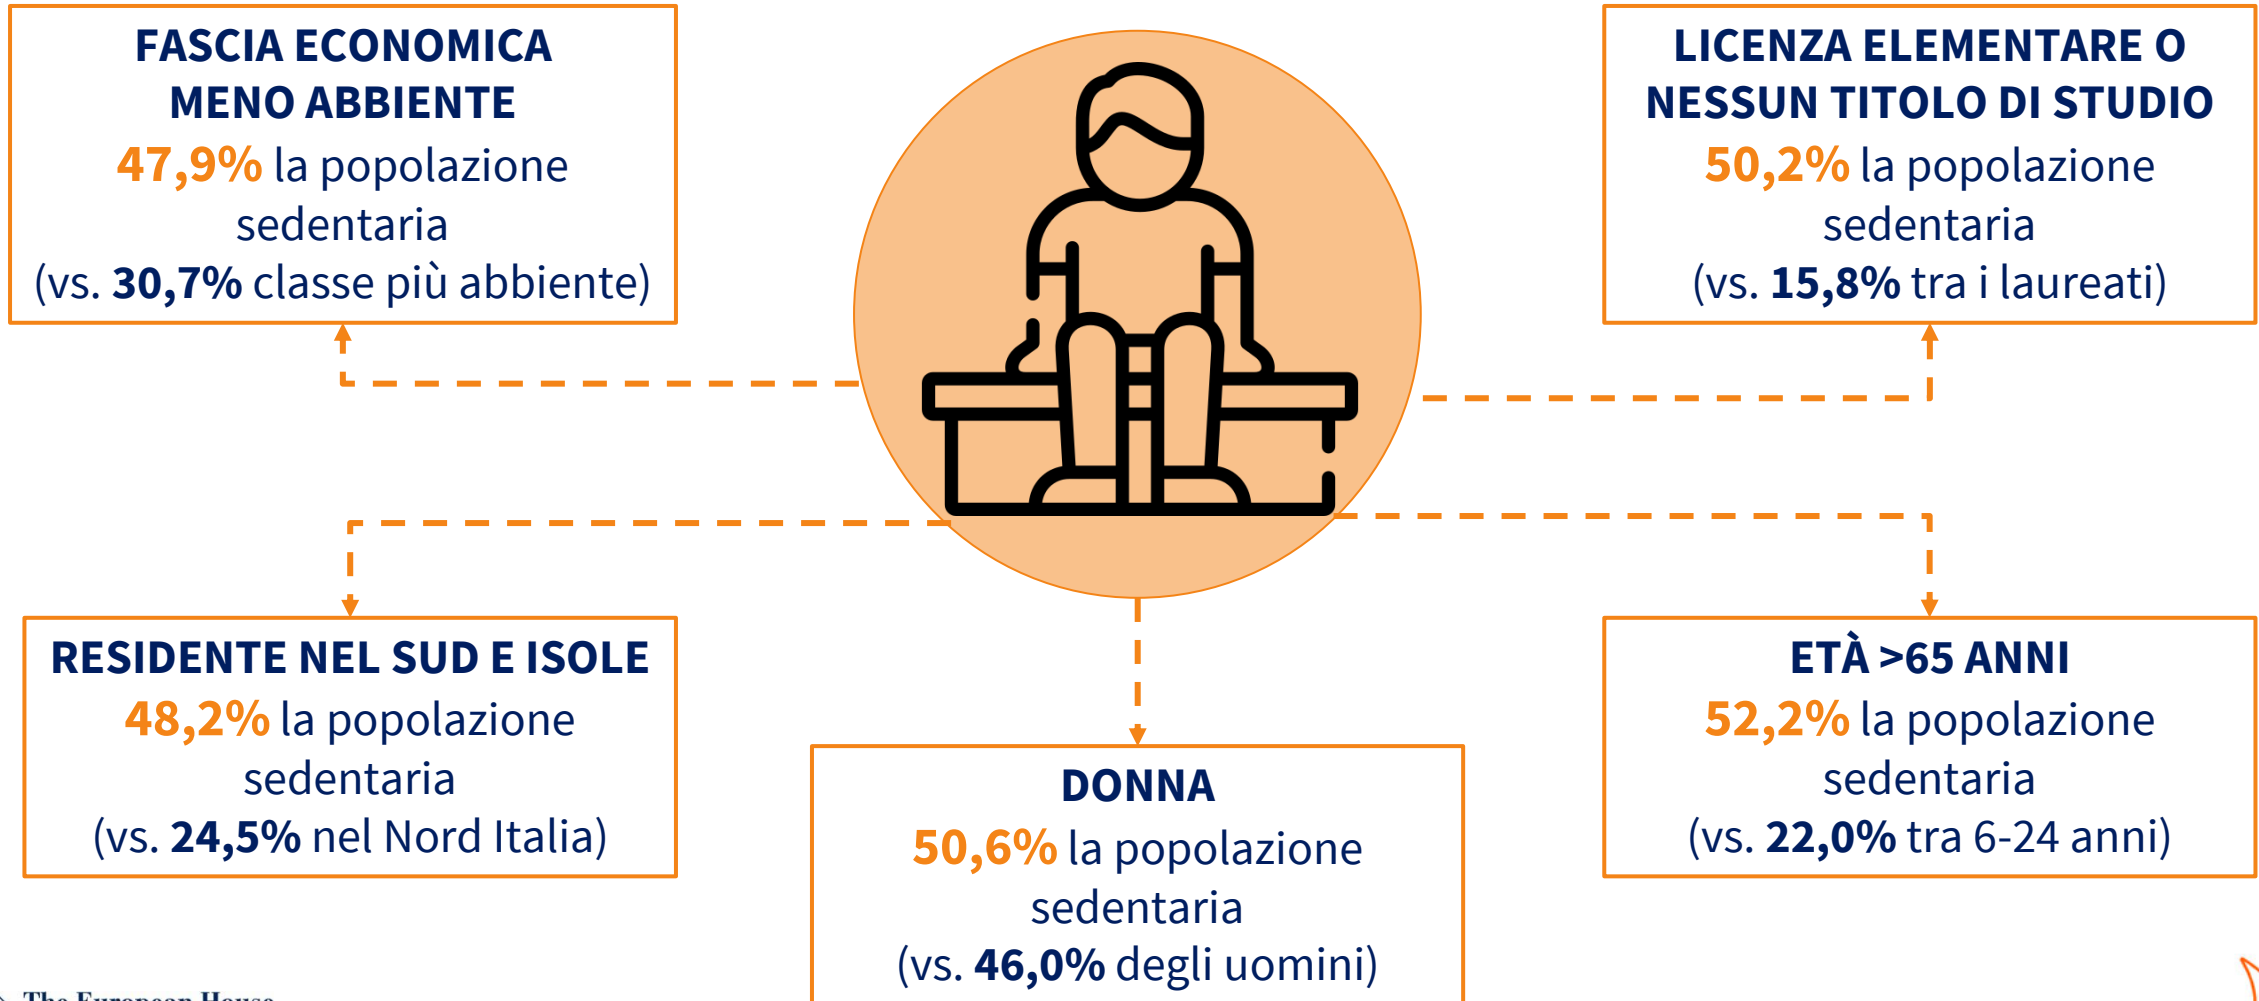 FASCIA ECONOMICA
MENO ABBIENTE
47,9% la popolazione
sedentaria
(vs. 30,7% classe più abbiente)
LICENZA ELEMENTARE O
NESSUN TITOLO DI STUDIO
50,2% la popolazione
sedentaria
(vs. 15,8% tra i laureati)
RESIDENTE NEL SUD E ISOLE
48,2% la popolazione
sedentaria
(vs. 24,5% nel Nord Italia)
DONNA
50,6% la popolazione
sedentaria
(vs. 46,0% degli uomini)
ETÀ >65 ANNI
52,2% la popolazione
sedentaria
(vs. 22,0% tra 6-24 anni)
The European House